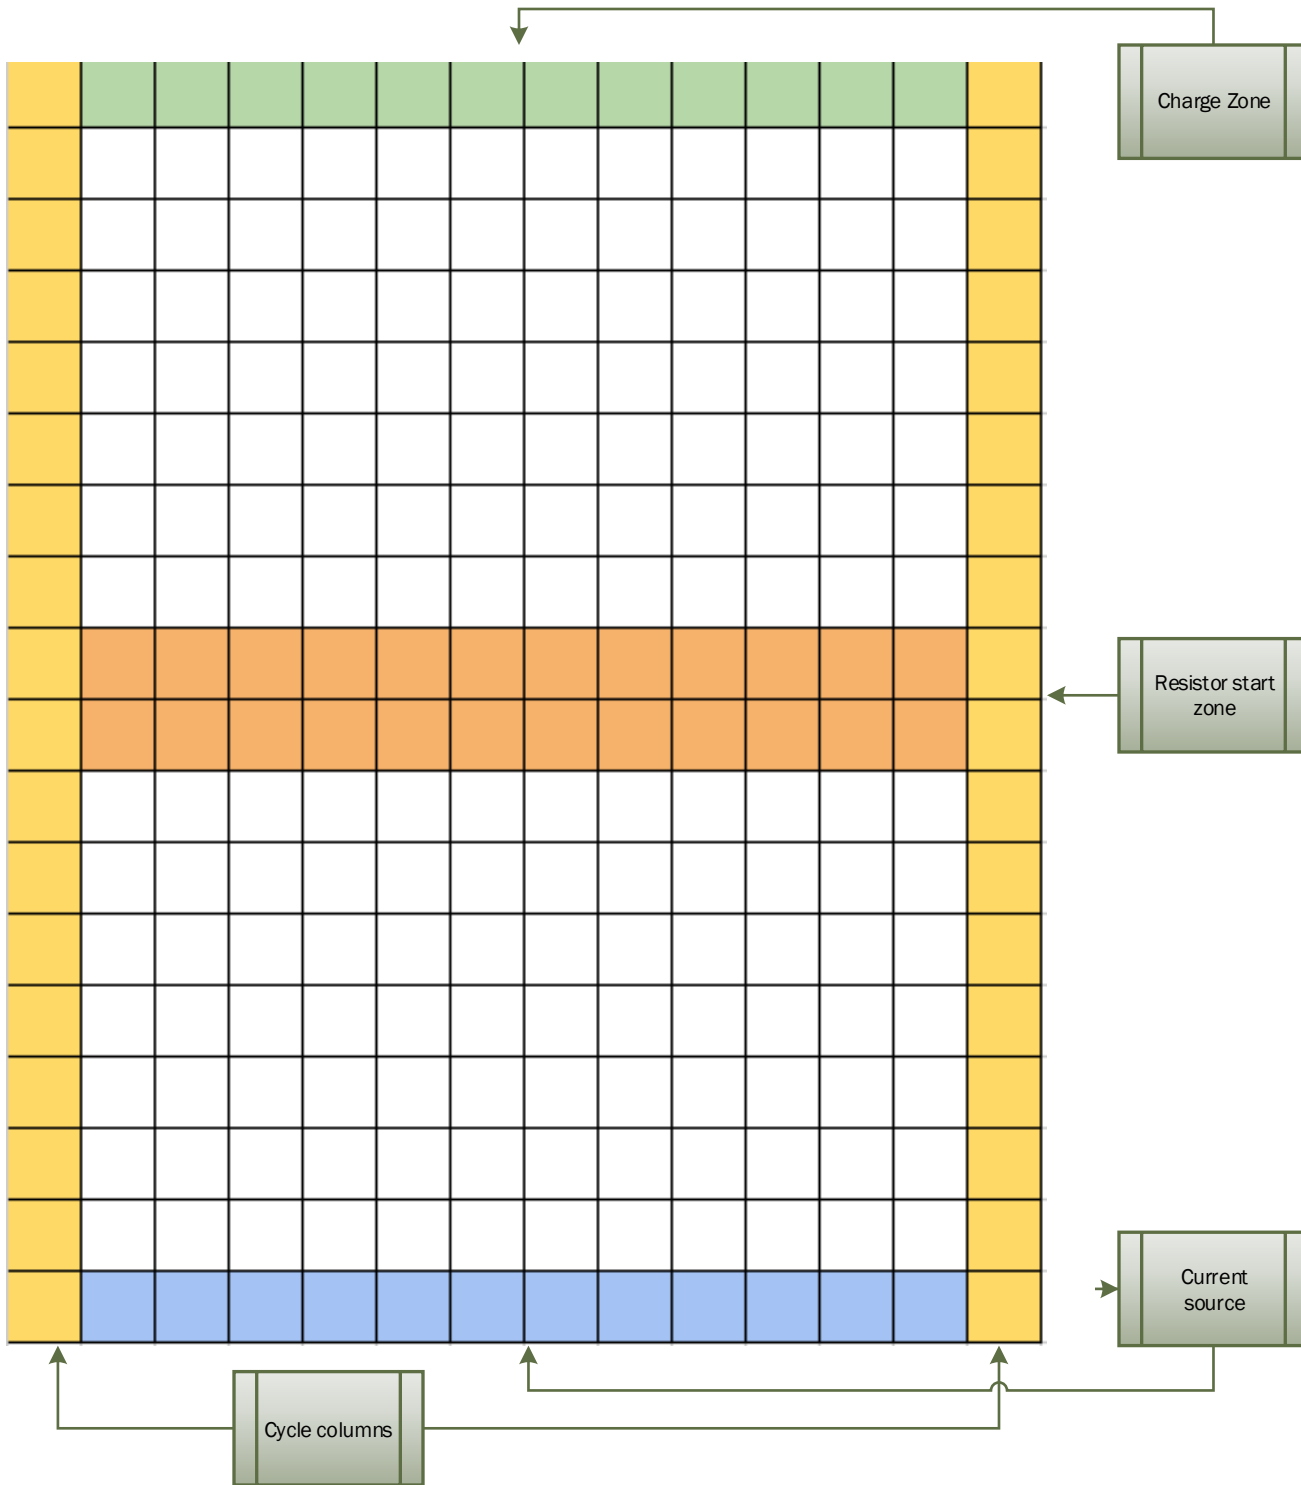 Charge Zone
Resistor start
zone
Current
source
Cycle columns